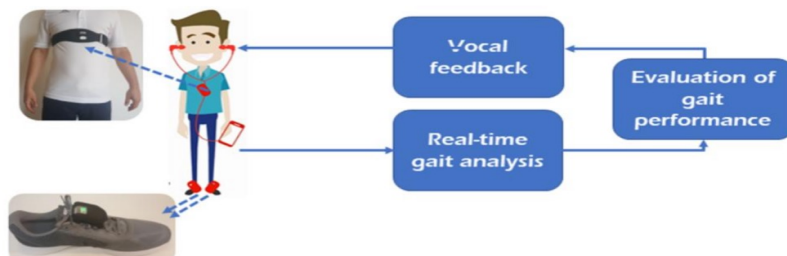 Vocal
feedback
Evaluation of
gait
performance
Real-time
gait analysis